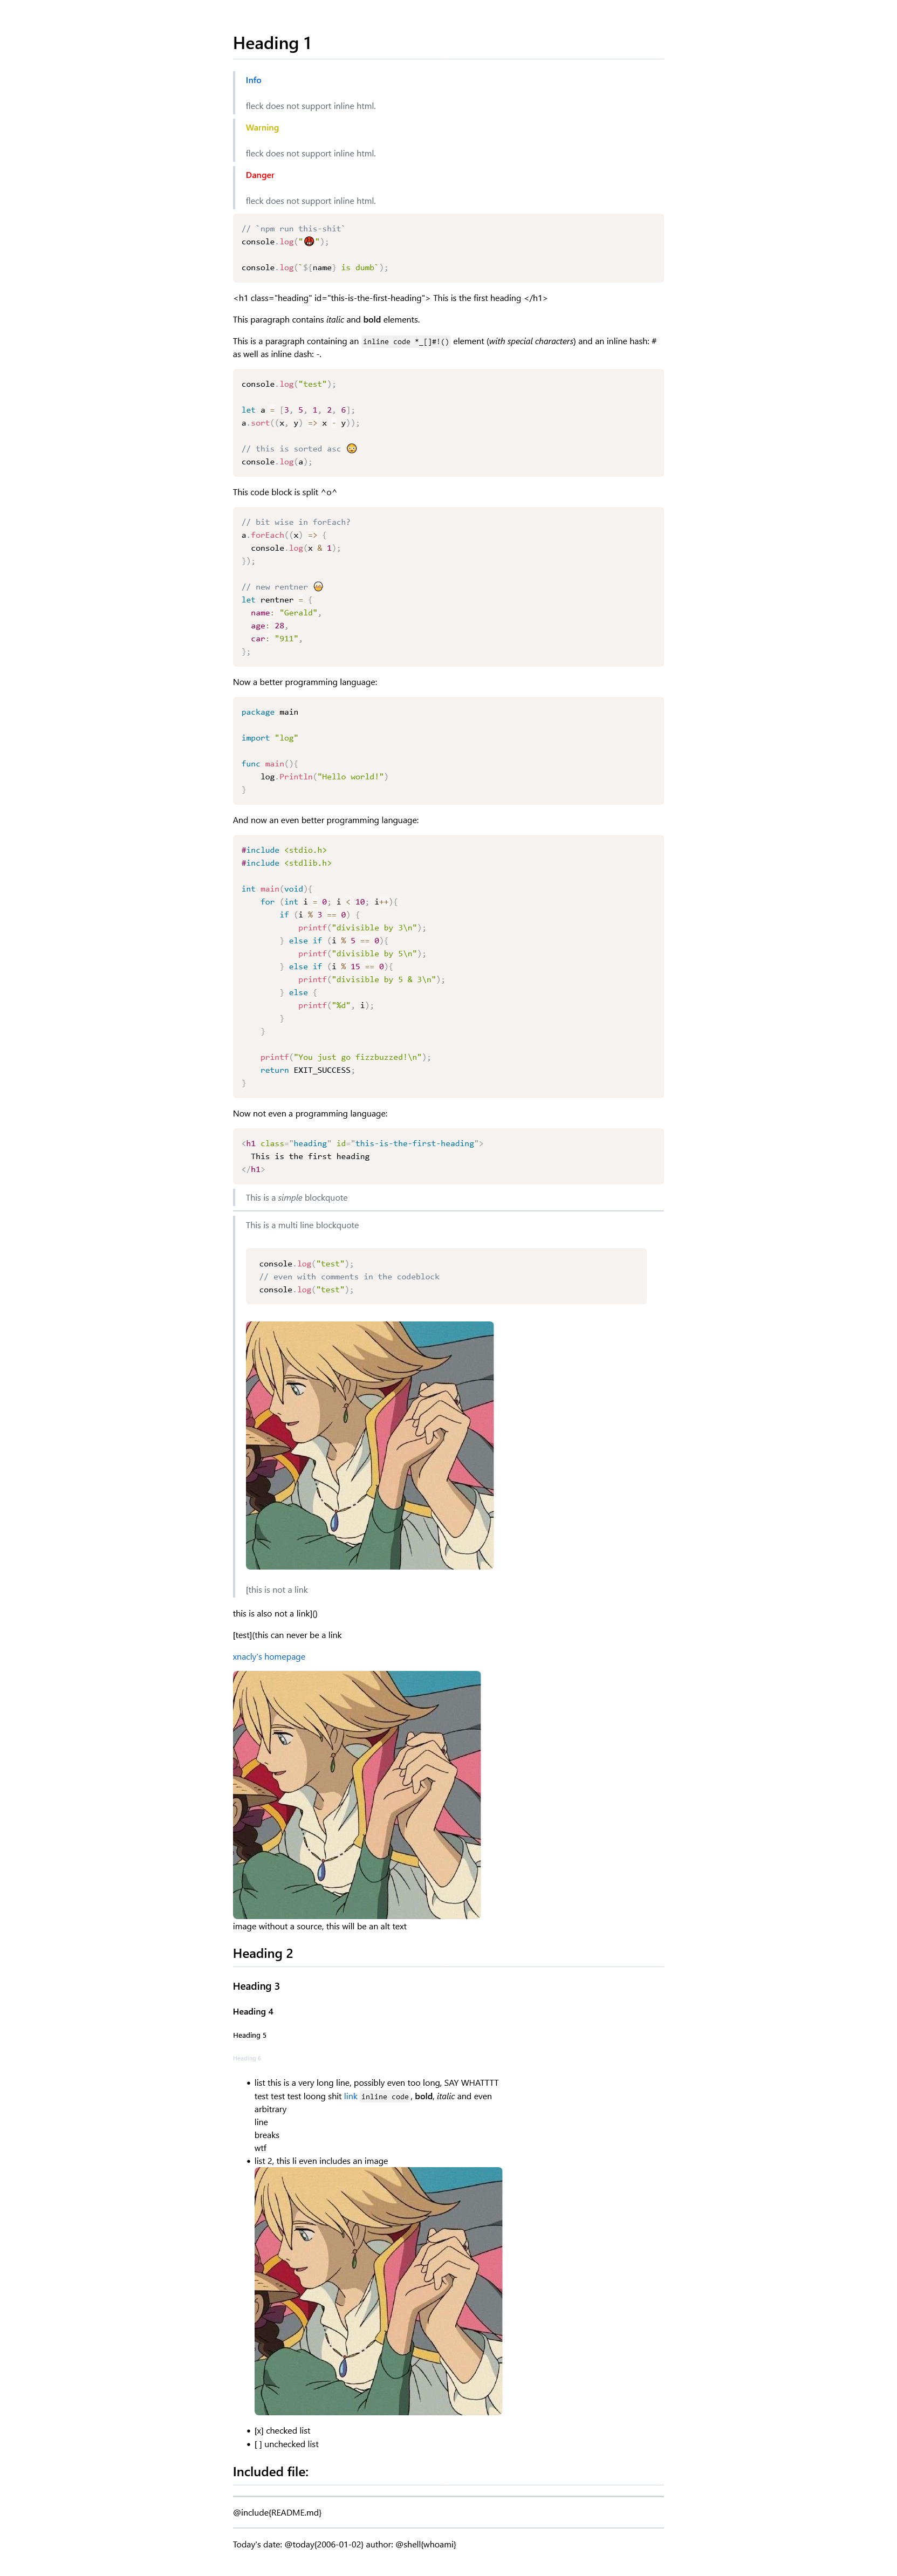 Heading 1
Info
fleck does not support inline html.
Warning
fleck does not support inline html.
Danger
fleck does not support inline html.
// `npm run this-shit`
console.log("👹");
console.log(`${name} is dumb`);
<h1 class="heading" id="this-is-the-first-heading"> This is the first heading </h1>
This paragraph contains italic and bold elements.
This is a paragraph containing an inline code *_[]#!() element (with special characters) and an inline hash: #
as well as inline dash: -.
console.log("test");
let a = [3, 5, 1, 2, 6];
a.sort((x, y) => x - y));
// this is sorted asc 😳
console.log(a);
This code block is split ^o^
// bit wise in forEach?
a.forEach((x) => {
  console.log(x & 1);
});
// new rentner 👴
let rentner = {
  name: "Gerald",
  age: 28,
  car: "911",
};
Now a better programming language:
package main
import "log"
func main(){
    log.Println("Hello world!")
}
And now an even better programming language:
#include <stdio.h>
#include <stdlib.h>
int main(void){
    for (int i = 0; i < 10; i++){
        if (i % 3 == 0) {
            printf("divisible by 3\n");
        } else if (i % 5 == 0){
            printf("divisible by 5\n");
        } else if (i % 15 == 0){
            printf("divisible by 5 & 3\n");
        } else {
            printf("%d", i);
        }
    }
    printf("You just go fizzbuzzed!\n");
    return EXIT_SUCCESS;
}
Now not even a programming language:
<h1 class="heading" id="this-is-the-first-heading">
  This is the first heading
</h1>
This is a simple blockquote
This is a multi line blockquote
console.log("test");
// even with comments in the codeblock
console.log("test");
[this is not a link
this is also not a link]()
[test](this can never be a link
xnacly's homepage
image without a source, this will be an alt text
Heading 2
Heading 3
Heading 4
Heading 5
Heading 6
• list this is a very long line, possibly even too long, SAY WHATTTT
test test test loong shit link inline code, bold, italic and even
arbitrary
line
breaks
wtf
• list 2, this li even includes an image
• [x] checked list
• [ ] unchecked list
Included file:
@include{README.md}
Today's date: @today{2006-01-02} author: @shell{whoami}